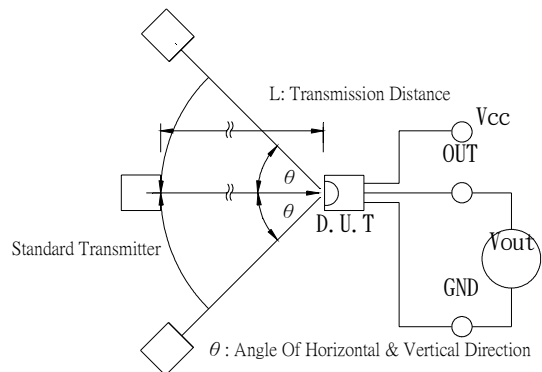 L: Transmission Distance
Vcc
OUT
θ
θ
D.U.T
Standard Transmitter
Vout
GND
θ : Angle Of Horizontal & Vertical Direction